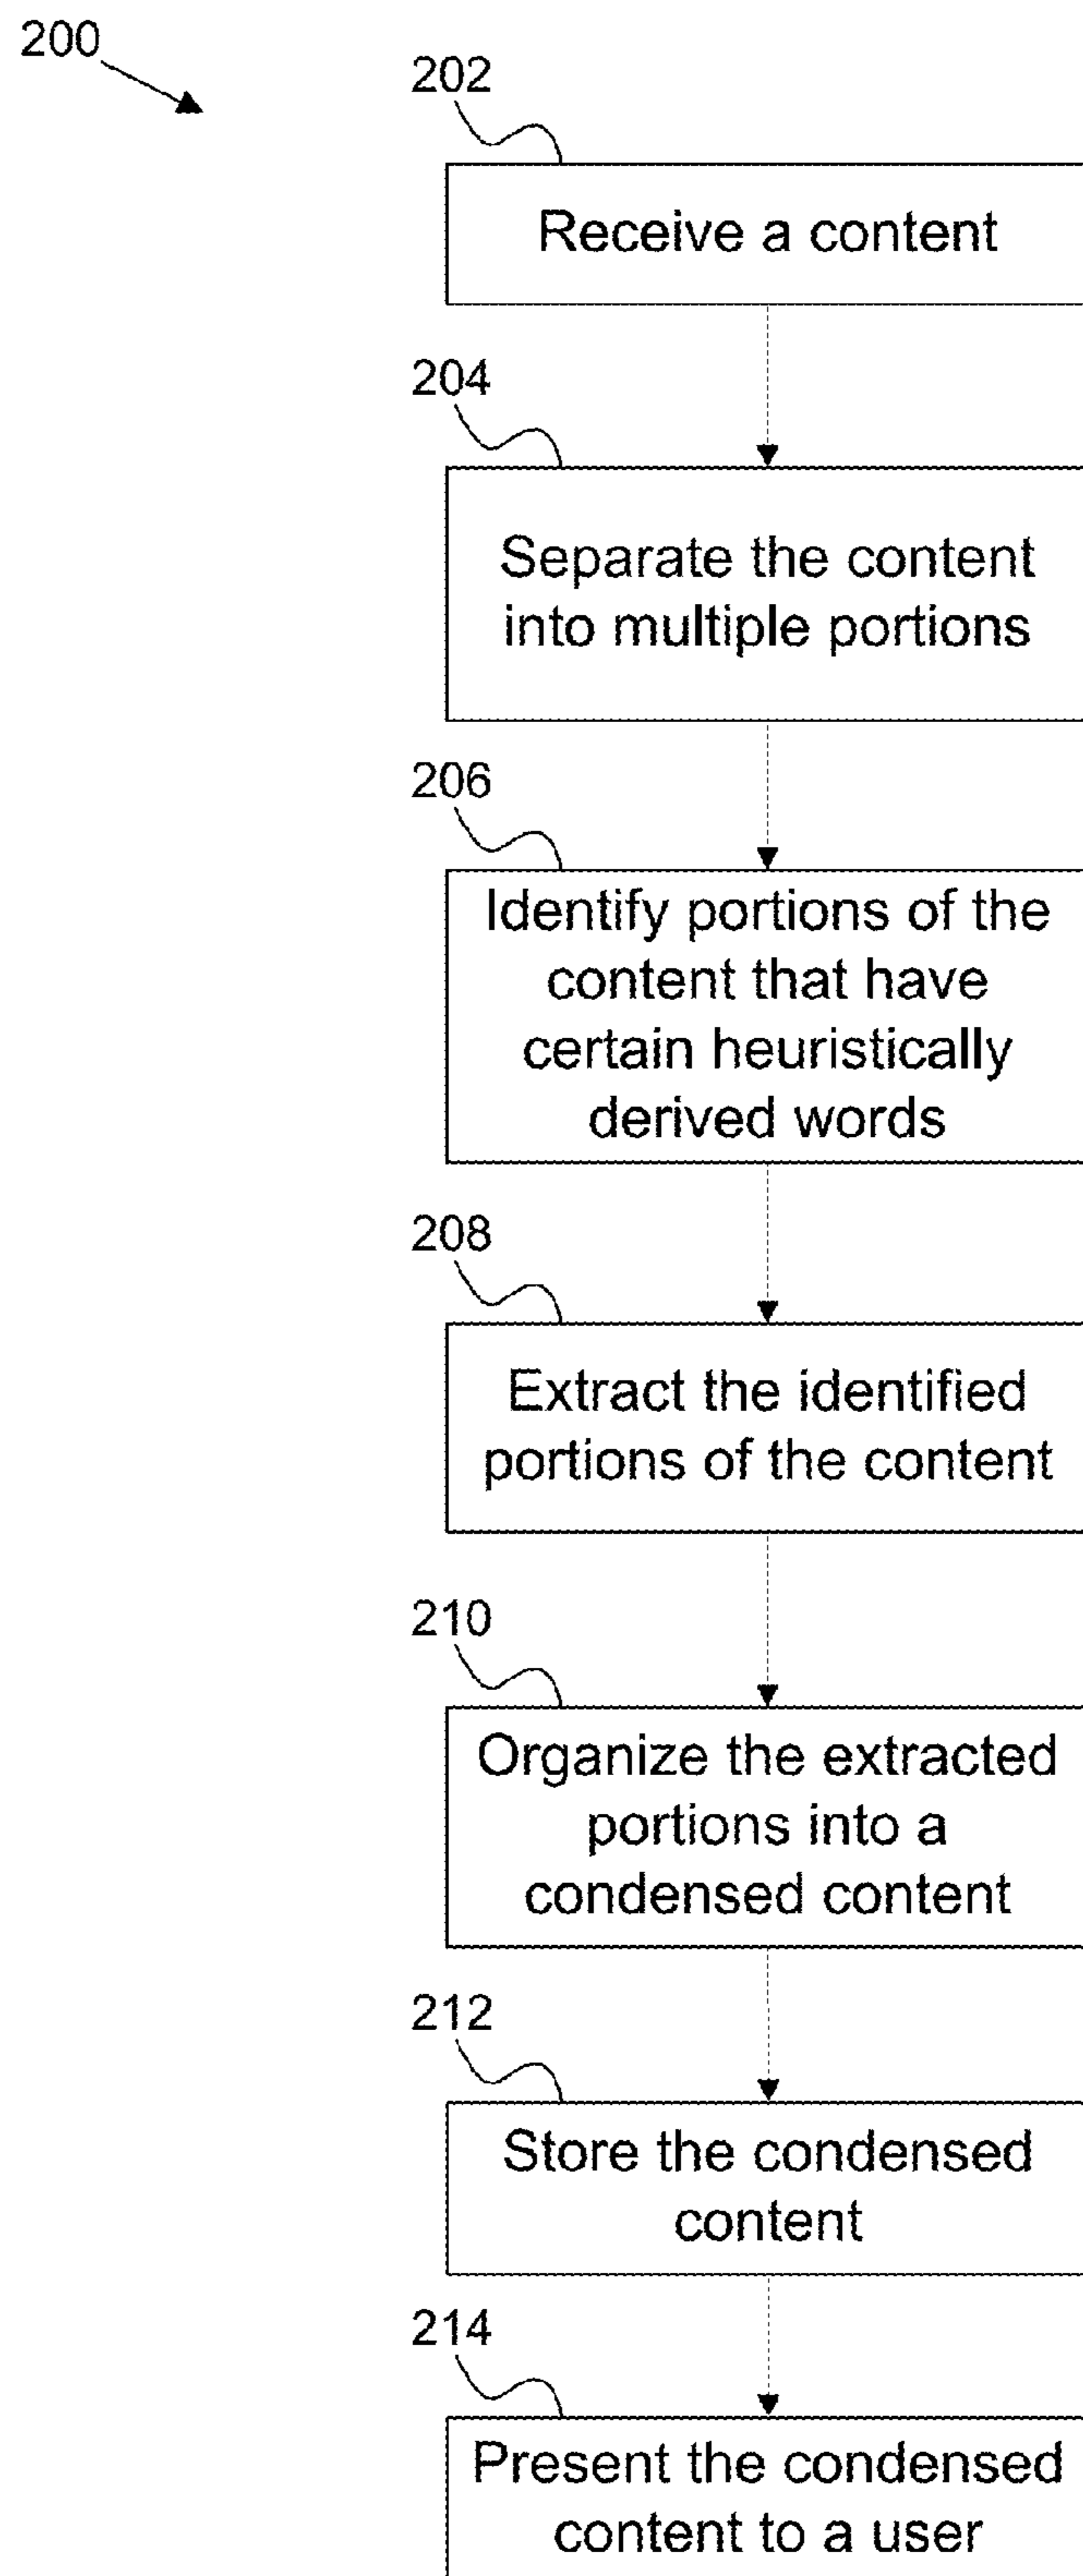 200
202
Receive a content
204
Separate the content
into multiple portions
206
Identify portions of the
content that have
certain heuristically
derived words
208
Extract the identified
portions of the content
210
Organize the extracted
portions into a
condensed content
212
Store the condensed
content
214
Present the condensed
content to a user